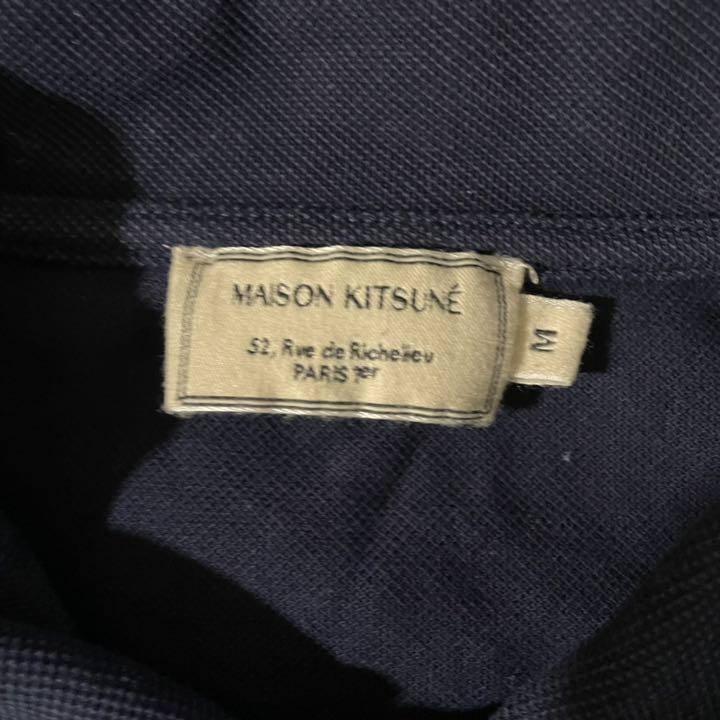 MAISON KITSUNÉ
52, Rue de Richelieu
PARIS 1er
M